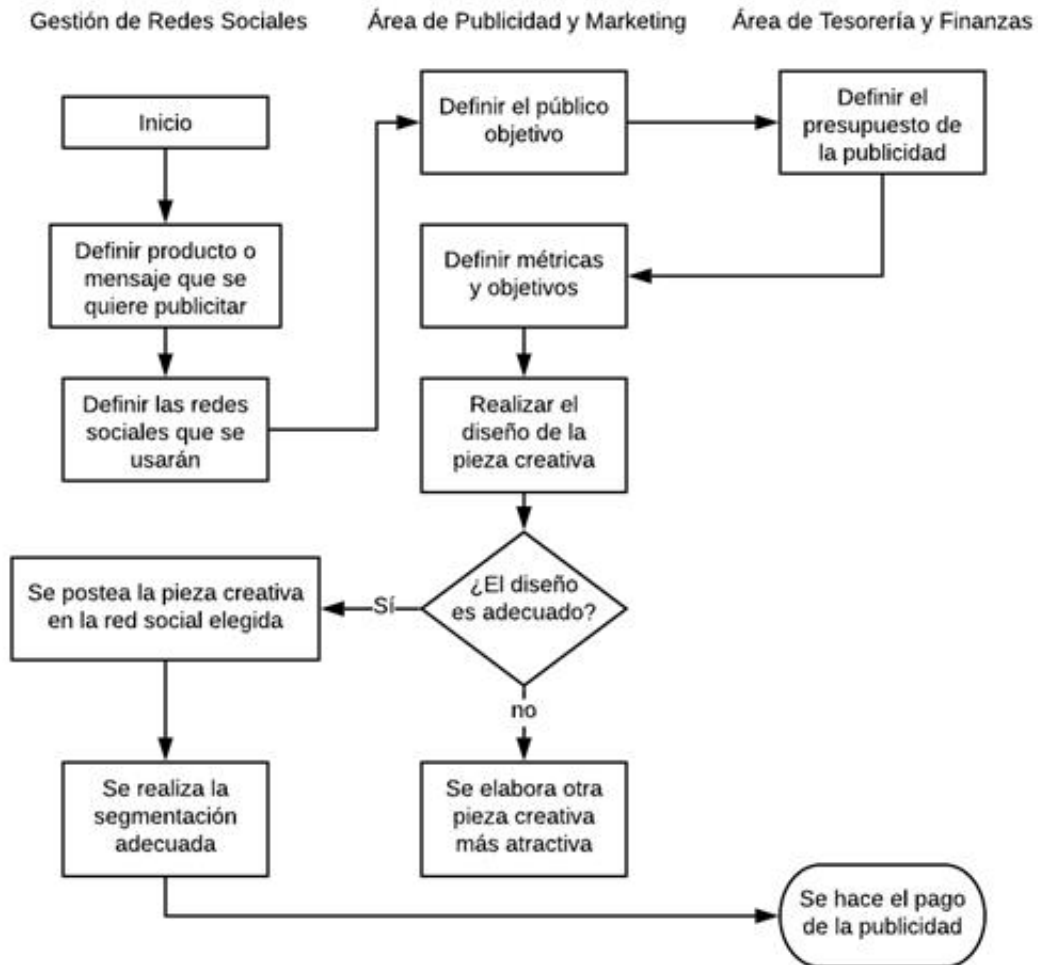 Gestión de Redes Sociales
Área de Publicidad y Marketing
Área de Tesorería y Finanzas
Inicio
Definir el público
objetivo
Definir el
presupuesto de
la publicidad
Definir producto o
mensaje que se
quiere publicitar
Definir métricas
y objetivos
Definir las redes
sociales que se
usarán
Realizar el
diseño de la
pieza creativa
¿El diseño
es adecuado?
Sí
Se postea la pieza creativa
en la red social elegida
no
Se realiza la
segmentación
adecuada
Se elabora otra
pieza creativa
más atractiva
Se hace el pago
de la publicidad